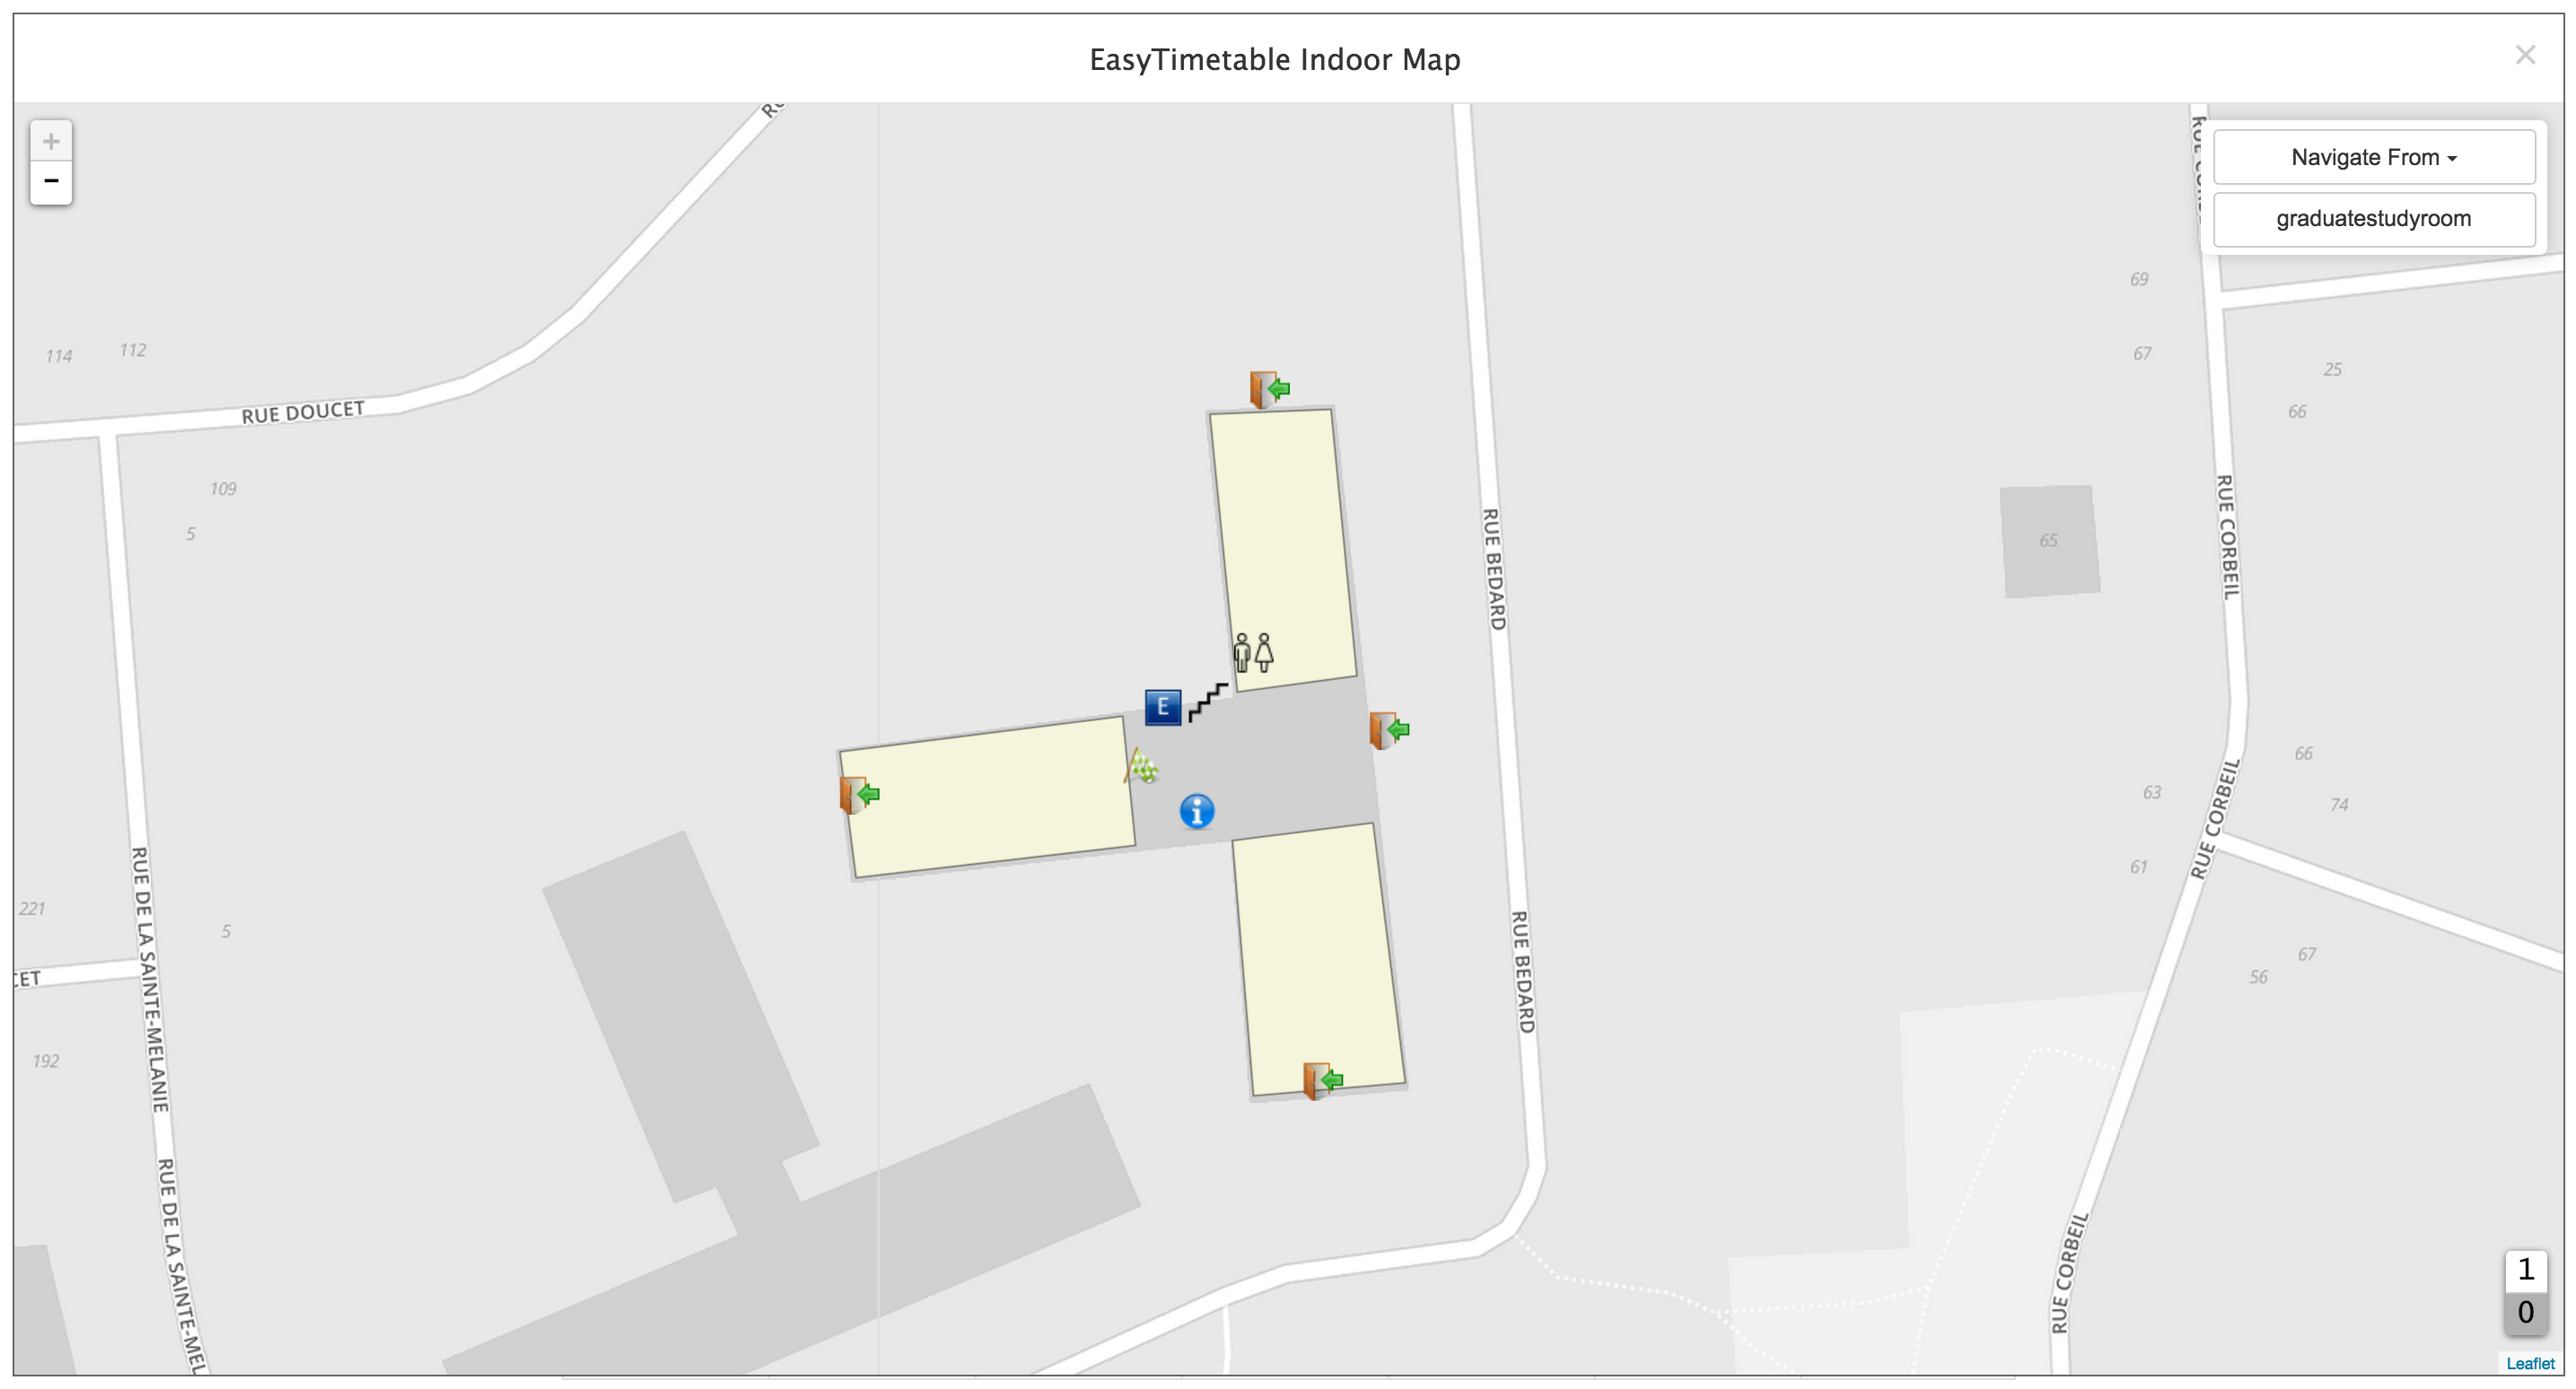 EasyTimetable Indoor Map
×
+
−
Navigate From
graduatestudyroom
69
67
25
66
114
112
RUE DOUCET
109
5
RUE BEDARD
RUE CORBEIL
65
E
i
66
63
74
RUE CORBEIL
61
RUE DE LA SAINTE-MELANIE
221
5
RUE BEDARD
67
56
CET
192
RUE DE LA SAINTE-MEL
RUE CORBEIL
1
0
Leaflet